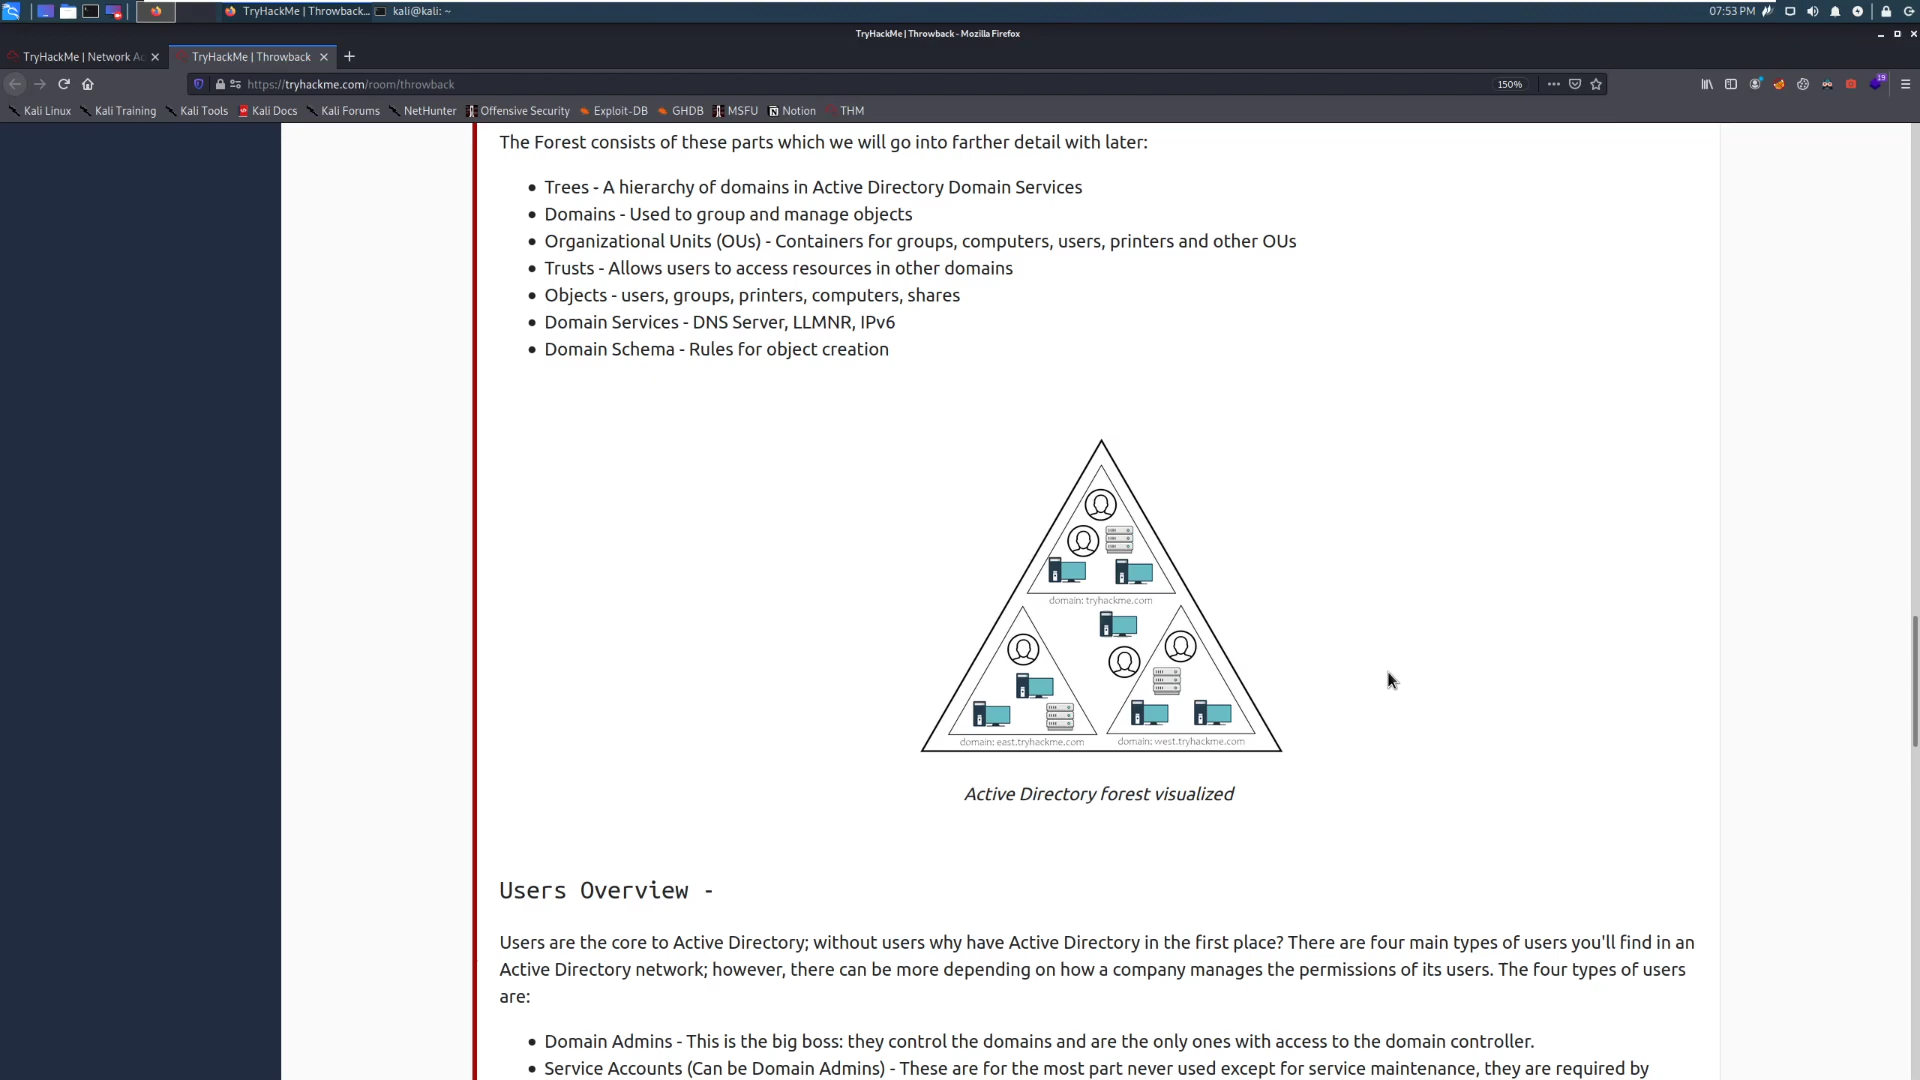 TryHackMe | Throwback...
kali@kali: ~
07:53 PM
TryHackMe | Throwback - Mozilla Firefox
TryHackMe | Network Ac
TryHackMe | Throwback
https://tryhackme.com/room/throwback
150%
19
Kali Linux
Kali Training
Kali Tools
Kali Docs
Kali Forums
NetHunter
Offensive Security
Exploit-DB
GHDB
MSFU
Notion
THM
The Forest consists of these parts which we will go into farther detail with later:
Trees - A hierarchy of domains in Active Directory Domain Services
Domains - Used to group and manage objects
Organizational Units (OUs) - Containers for groups, computers, users, printers and other OUs
Trusts - Allows users to access resources in other domains
Objects - users, groups, printers, computers, shares
Domain Services - DNS Server, LLMNR, IPv6
Domain Schema - Rules for object creation
domain: tryhackme.com
domain: east.tryhackme.com
domain: west.tryhackme.com
Active Directory forest visualized
Users Overview -
Users are the core to Active Directory; without users why have Active Directory in the first place? There are four main types of users you'll find in an
Active Directory network; however, there can be more depending on how a company manages the permissions of its users. The four types of users
are:
Domain Admins - This is the big boss: they control the domains and are the only ones with access to the domain controller.
Service Accounts (Can be Domain Admins) - These are for the most part never used except for service maintenance, they are required by